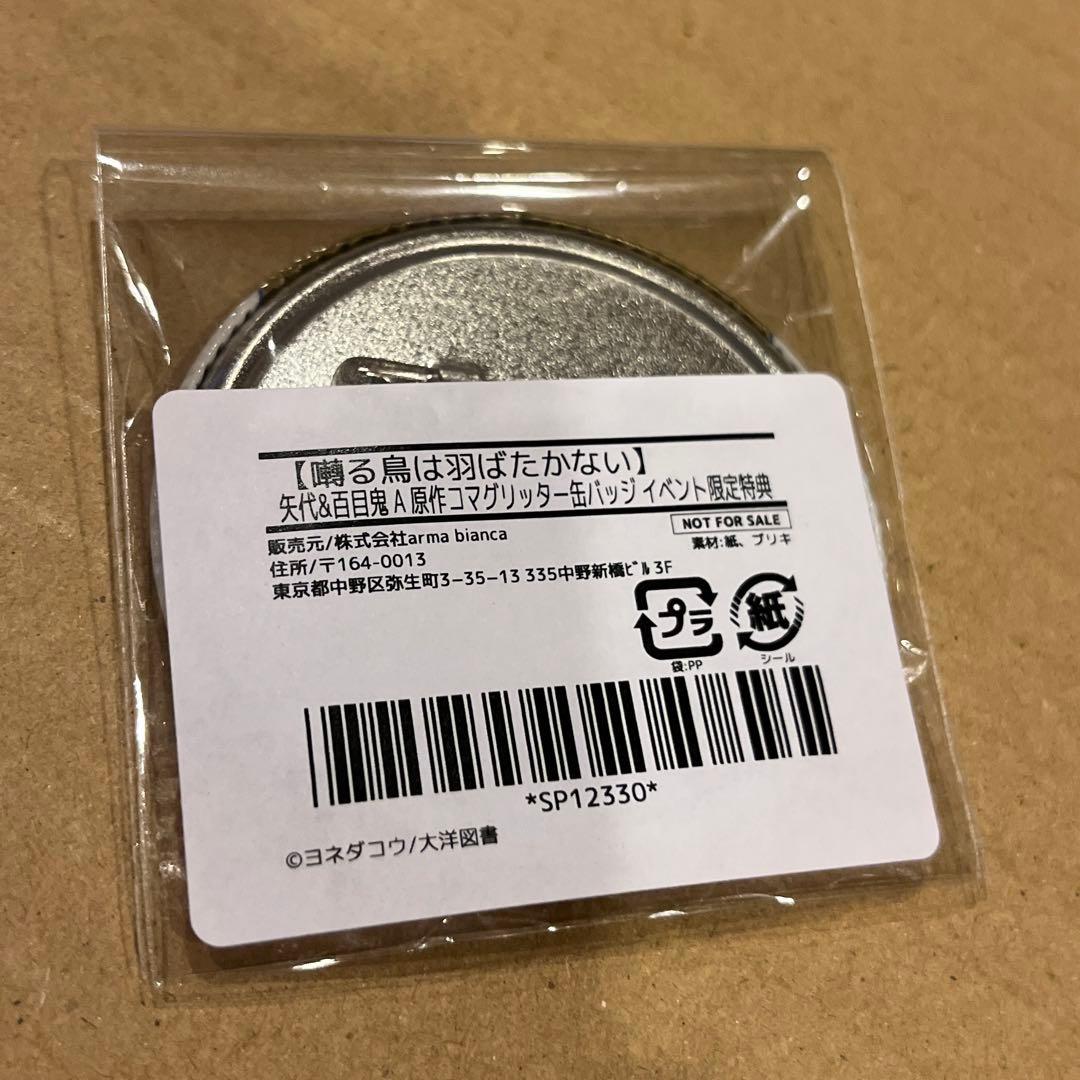 【囀る鳥は羽ばたかない】
矢代&百目鬼 A 原作コマグリッター缶バッジ イベント限定特典
NOT FOR SALE
素材:紙、ブリキ
販売元/株式会社arma bianca
住所/〒164-0013
東京都中野区弥生町3-35-13 335中野新橋ﾋﾞﾙ 3F
プラ
紙
袋:PP
シール
*SP12330*
©ヨネダコウ/大洋図書